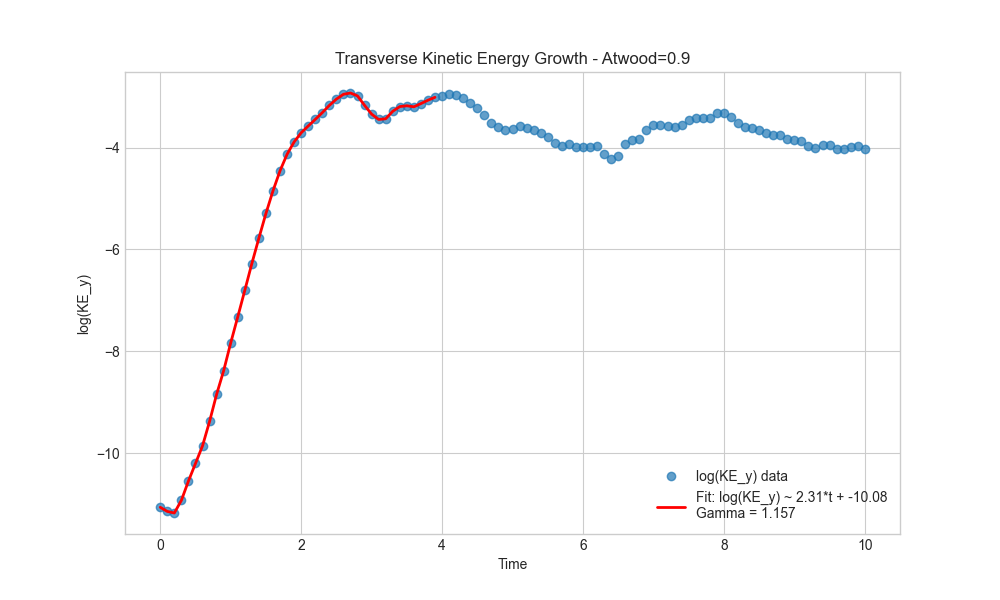 Transverse Kinetic Energy Growth - Atwood=0.9
log(KE_y)
−4
−6
−8
−10
0
2
4
6
8
10
Time
log(KE_y) data
Fit: log(KE_y) ~ 2.31*t + -10.08
Gamma = 1.157